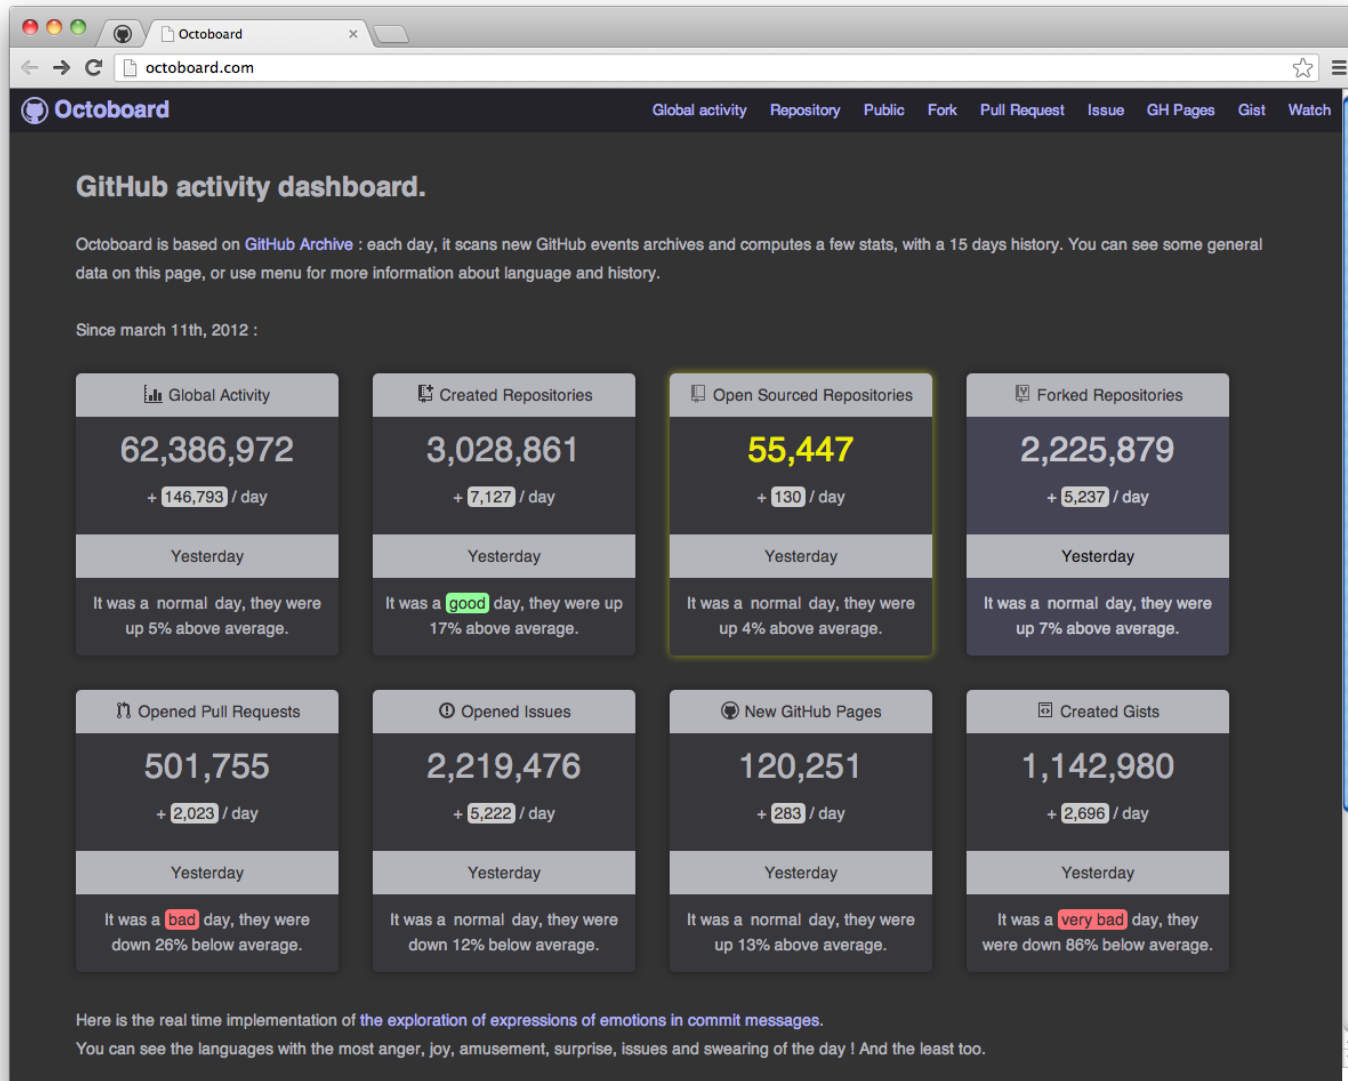 Octoboard
octoboard.com
Octoboard
Global activity Repository Public Fork Pull Request Issue GH Pages Gist Watch
GitHub activity dashboard.
Octoboard is based on GitHub Archive : each day, it scans new GitHub events archives and computes a few stats, with a 15 days history. You can see some general
data on this page, or use menu for more information about language and history.
Since march 11th, 2012 :
Global Activity
62,386,972
+ 146,793 / day
Yesterday
It was a normal day, they were
up 5% above average.
Created Repositories
3,028,861
+ 7,127 / day
Yesterday
It was a good day, they were up
17% above average.
Open Sourced Repositories
55,447
+ 130 / day
Yesterday
It was a normal day, they were
up 4% above average.
Forked Repositories
2,225,879
+ 5,237 / day
Yesterday
It was a normal day, they were
up 7% above average.
Opened Pull Requests
501,755
+ 2,023 / day
Yesterday
It was a bad day, they were
down 26% below average.
Opened Issues
2,219,476
+ 5,222 / day
Yesterday
It was a normal day, they were
down 12% below average.
New GitHub Pages
120,251
+ 283 / day
Yesterday
It was a normal day, they were
up 13% above average.
Created Gists
1,142,980
+ 2,696 / day
Yesterday
It was a very bad day, they
were down 86% below average.
Here is the real time implementation of the exploration of expressions of emotions in commit messages.
You can see the languages with the most anger, joy, amusement, surprise, issues and swearing of the day ! And the least too.